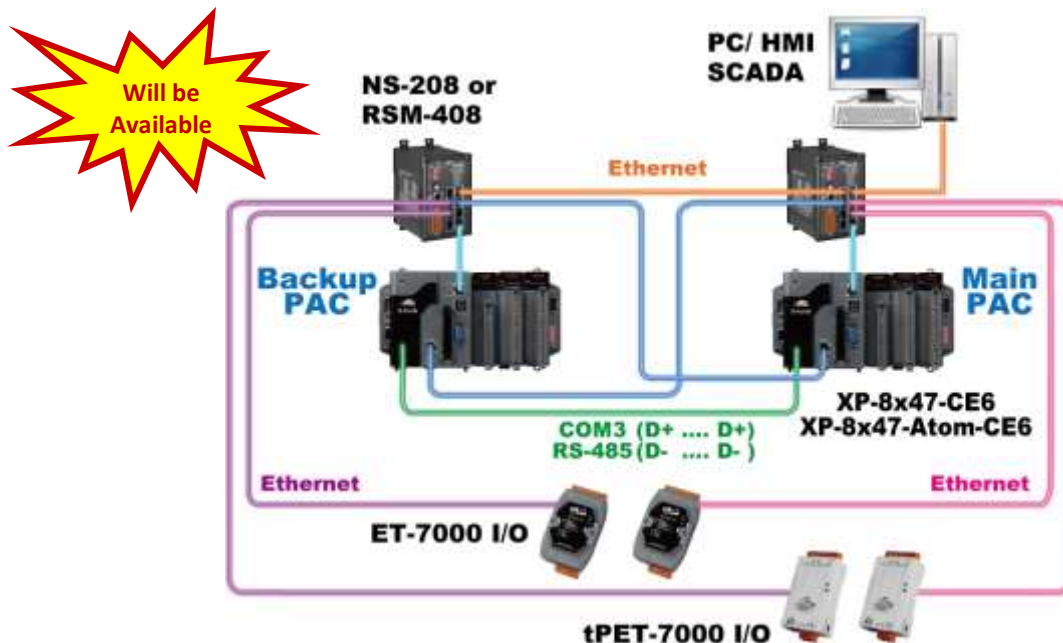 Will be
Available
NS-208 or
RSM-408
PC/ HMI
SCADA
Ethernet
Backup
PAC
Main
PAC
XP-8x47-CE6
XP-8x47-Atom-CE6
COM3 (D+ .... D+)
RS-485 (D- .... D- )
Ethernet
Ethernet
ET-7000 I/O
tPET-7000 I/O